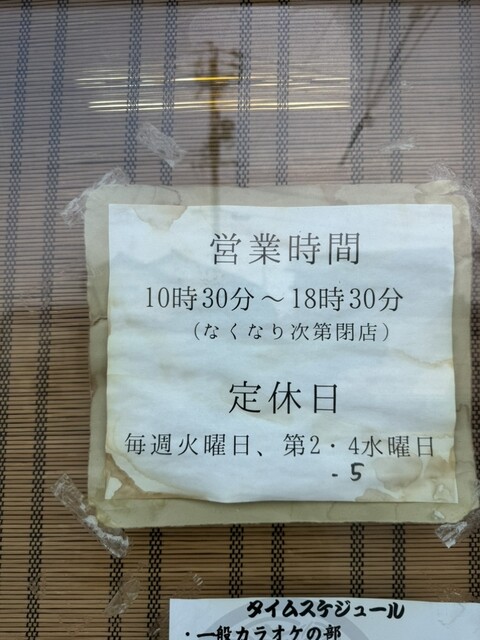 営業時間
10時30分～18時30分
（なくなり次第閉店）
定休日
毎週火曜日、第2・4水曜日
- 5
タイムスケジュール
・一般カラオケの部